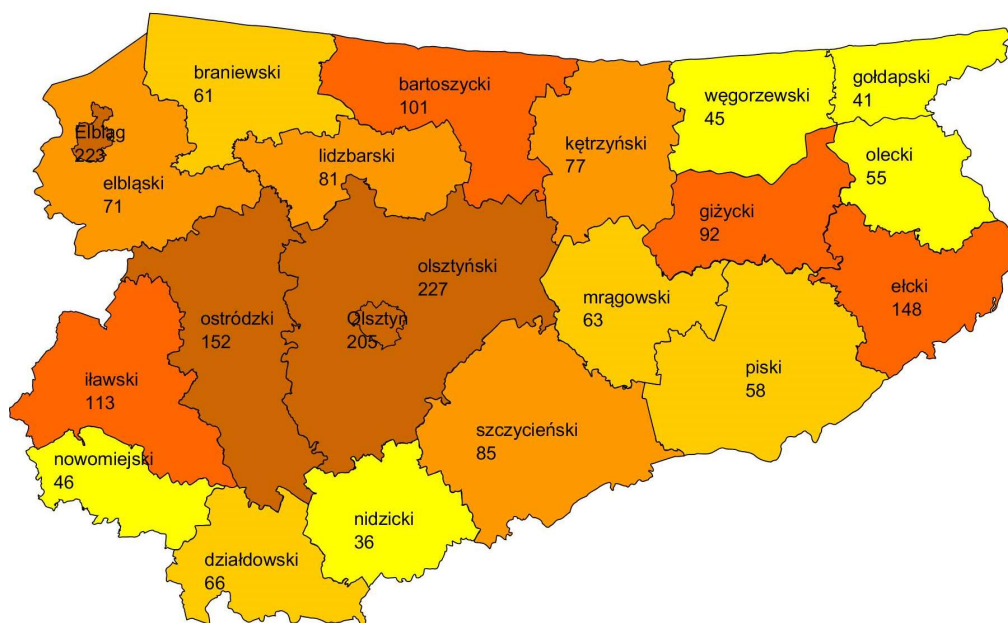 braniewski
61
bartoszycki
101
węgorzewski
45
gołdapski
41
Elbląg
223
elbląski
71
lidzbarski
81
kętrzyński
77
olecki
55
giżycki
92
olsztyński
227
ełcki
148
ostródzki
152
Olsztyn
205
mrągowski
63
iławski
113
piski
58
szczycieński
85
nowomiejski
46
nidzicki
36
działdowski
66